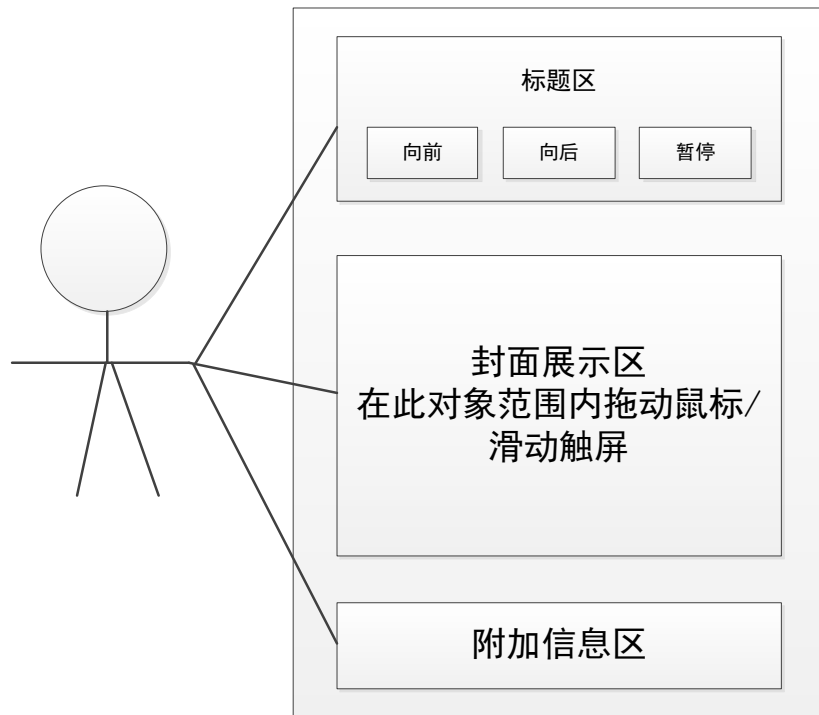 标题区
向前
向后
暂停
封面展示区
在此对象范围内拖动鼠标/
滑动触屏
附加信息区